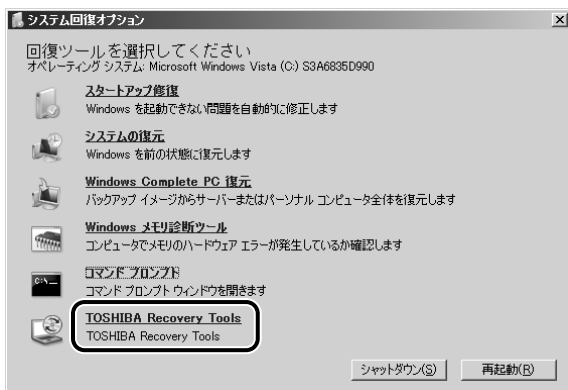 システム回復オプション
回復ツールを選択してください
オペレーティング システム: Microsoft Windows Vista (C:) S3A6835D990
スタートアップ修復
Windows を起動できない問題を自動的に修正します
システムの復元
Windows を前の状態に復元します
Windows Complete PC 復元
バックアップ イメージからサーバーまたはパーソナル コンピュータ全体を復元します
Windows メモリ診断ツール
コンピュータでメモリのハードウェア エラーが発生しているか確認します
コマンド プロンプト
コマンド プロンプト ウィンドウを開きます
TOSHIBA Recovery Tools
TOSHIBA Recovery Tools
シャットダウン(S)
再起動(R)